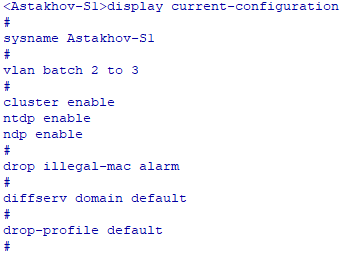 <Astakhov-S1>display current-configuration
#
sysname Astakhov-S1
#
vlan batch 2 to 3
#
cluster enable
ntdp enable
ndp enable
#
drop illegal-mac alarm
#
diffserv domain default
#
drop-profile default
#